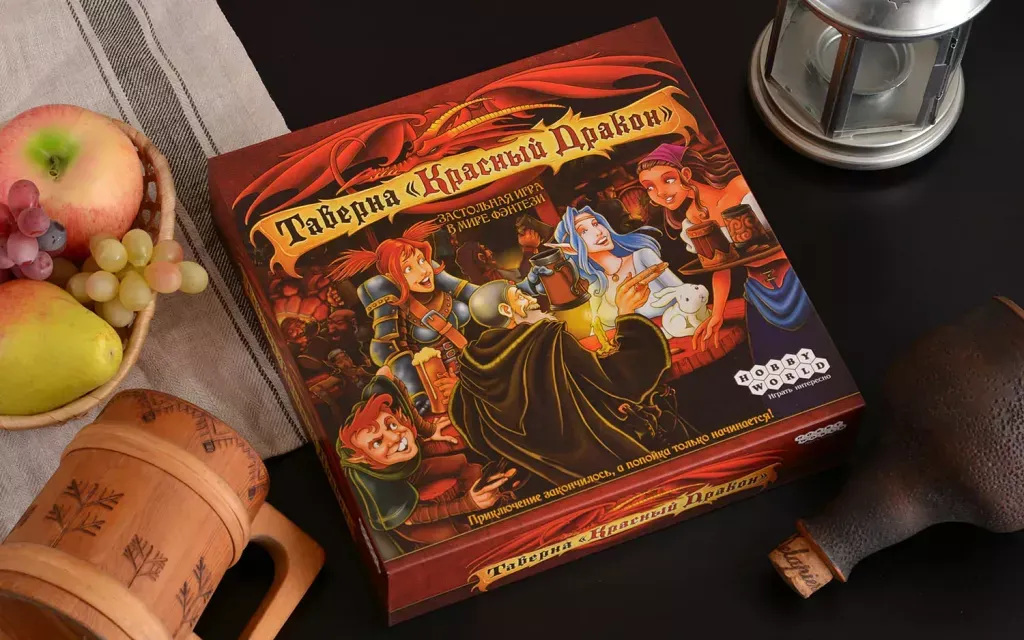 Таверна «Красный Дракон»
ЗАСТОЛЬНАЯ ИГРА
В МИРЕ ФЭНТЕЗИ
HOBBY
WORLD
Играть интересно
Приключение закончилось, а попойка только начинается!
Таверна «Красный Дракон»